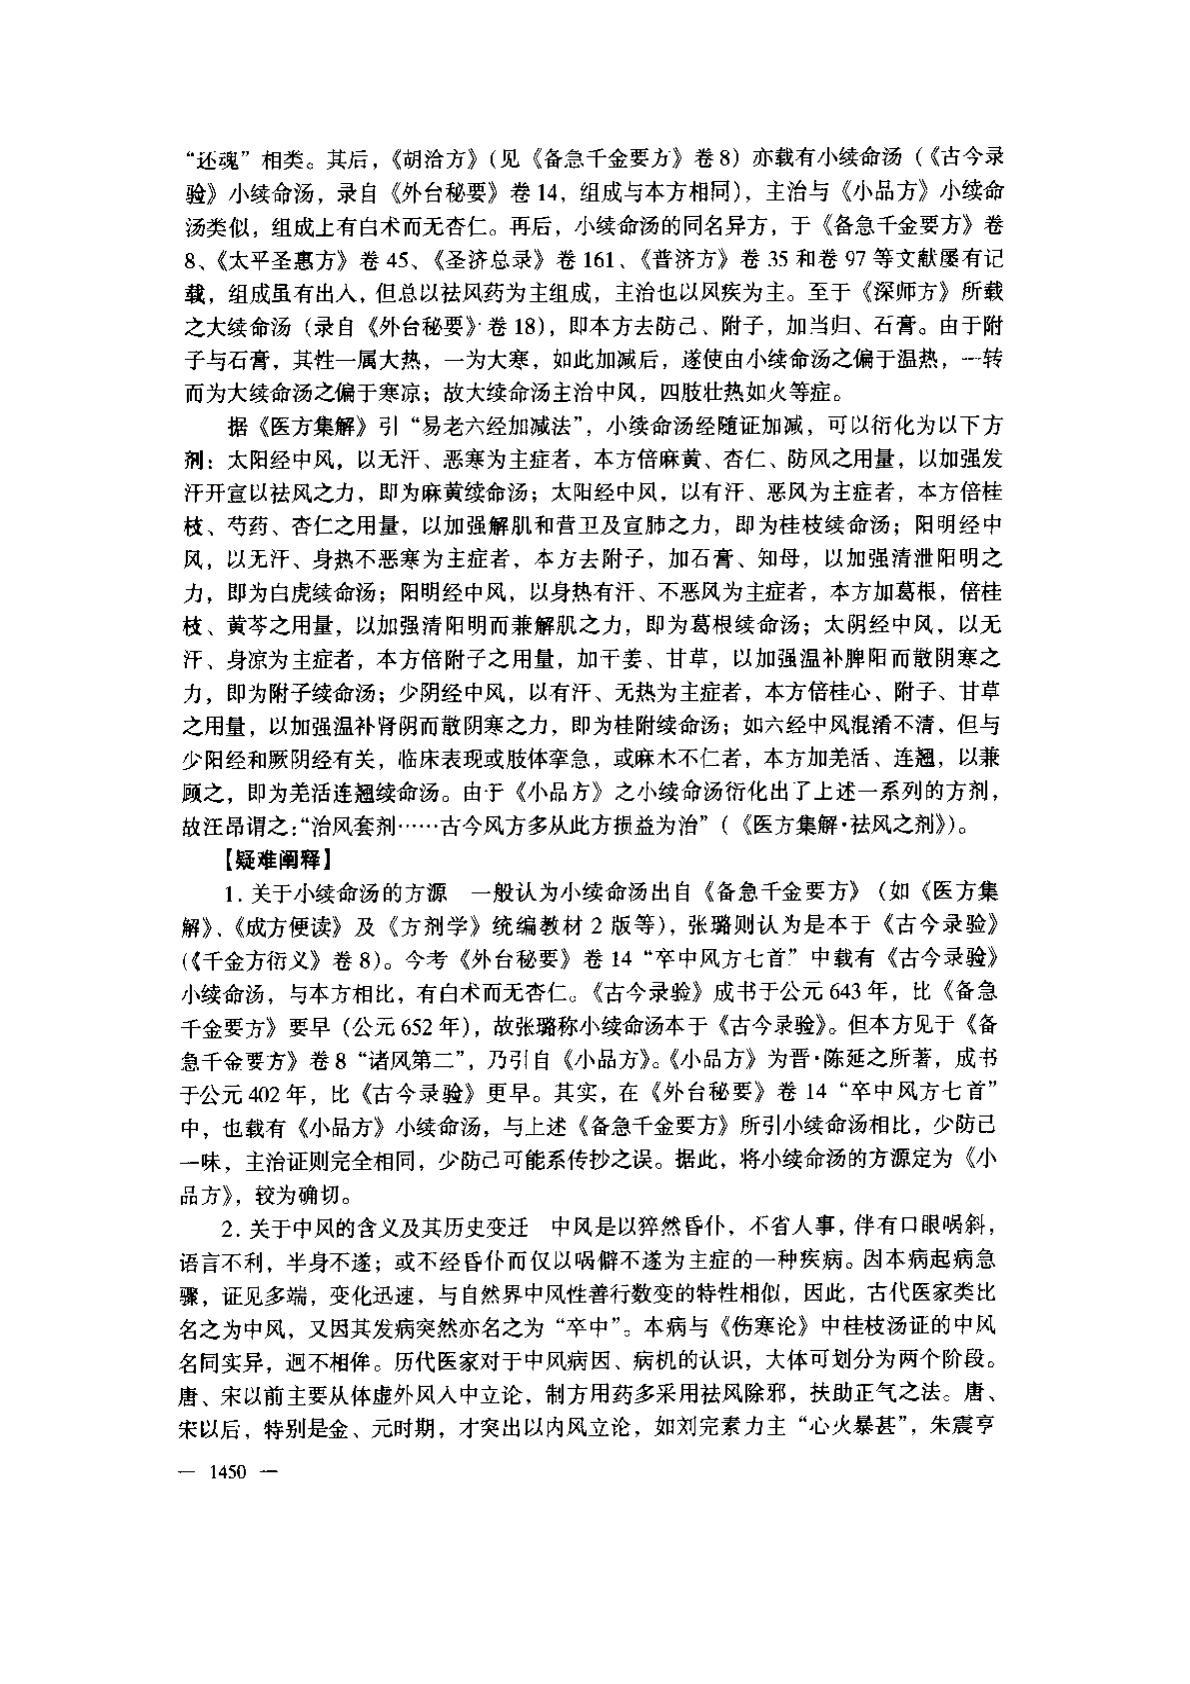 “还魂”相类。其后，《胡洽方》（见《备急千金要方》卷8）亦载有小续命汤（《古今录
验》小续命汤，录自《外台秘要》卷14，组成与本方相同），主治与《小品方》小续命
汤类似，组成上有白术而无杏仁。再后，小续命汤的同名异方，于《备急千金要方》卷
8、《太平圣惠方》卷45、《圣济总录》卷161、《普济方》卷35和卷97等文献屡有记
载，组成虽有出入，但总以祛风药为主组成，主治也以风疾为主。至于《深师方》所载
之大续命汤（录自《外台秘要》卷18），即本方去防己、附子，加当归、石膏。由于附
子与石膏，其性一属大热，一为大寒，如此加减后，遂使由小续命汤之偏于温热，一转
而为大续命汤之偏于寒凉；故大续命汤主治中风，四肢壮热如火等症。
据《医方集解》引“易老六经加减法”，小续命汤经随证加减，可以衍化为以下方
剂：太阳经中风，以无汗、恶寒为主症者，本方倍麻黄、杏仁、防风之用量，以加强发
汗开宣以祛风之力，即为麻黄续命汤；太阳经中风，以有汗、恶风为主症者，本方倍桂
枝、芍药、杏仁之用量，以加强解肌和营卫及宣肺之力，即为桂枝续命汤；阳明经中
风，以无汗、身热不恶寒为主症者，本方去附子，加石膏、知母，以加强清泄阳明之
力，即为白虎续命汤；阳明经中风，以身热有汗、不恶风为主症者，本方加葛根，倍桂
枝、黄芩之用量，以加强清阳明而兼解肌之力，即为葛根续命汤；太阴经中风，以无
汗、身凉为主症者，本方倍附子之用量，加干姜、甘草，以加强温补脾阳而散阴寒之
力，即为附子续命汤；少阴经中风，以有汗、无热为主症者，本方倍桂心、附子、甘草
之用量，以加强温补肾阴而散阴寒之力，即为桂附续命汤；如六经中风混淆不清，但与
少阳经和厥阴经有关，临床表现或肢体挛急，或麻木不仁者，本方加羌活、连翘，以兼
顾之，即为羌活连翘续命汤。由于《小品方》之小续命汤衍化出了上述一系列的方剂，
故汪昂谓之：“治风套剂……古今风方多从此方损益为治”（《医方集解·祛风之剂》）。
【疑难阐释】
1. 关于小续命汤的方源　一般认为小续命汤出自《备急千金要方》（如《医方集
解》、《成方便读》及《方剂学》统编教材2版等），张璐则认为是本于《古今录验》
（《千金方衍义》卷8）。今考《外台秘要》卷14“卒中风方七首”中载有《古今录验》
小续命汤，与本方相比，有白术而无杏仁。《古今录验》成书于公元643年，比《备急
千金要方》要早（公元652年），故张璐称小续命汤本于《古今录验》。但本方见于《备
急千金要方》卷8“诸风第二”，乃引自《小品方》。《小品方》为晋·陈延之所著，成书
于公元402年，比《古今录验》更早。其实，在《外台秘要》卷14“卒中风方七首”
中，也载有《小品方》小续命汤，与上述《备急千金要方》所引小续命汤相比，少防己
一味，主治证则完全相同，少防己可能系传抄之误。据此，将小续命汤的方源定为《小
品方》，较为确切。
2. 关于中风的含义及其历史变迁　中风是以猝然昏仆，不省人事，伴有口眼㖞斜，
语言不利，半身不遂；或不经昏仆而仅以㖞僻不遂为主症的一种疾病。因本病起病急
骤，证见多端，变化迅速，与自然界中风性善行数变的特性相似，因此，古代医家类比
名之为中风，又因其发病突然亦名之为“卒中”。本病与《伤寒论》中桂枝汤证的中风
名同实异，迥不相侔。历代医家对于中风病因、病机的认识，大体可划分为两个阶段。
唐、宋以前主要从体虚外风入中立论，制方用药多采用祛风除邪，扶助正气之法。唐、
宋以后，特别是金、元时期，才突出以内风立论，如刘完素力主“心火暴甚”，朱震亨
— 1450 —